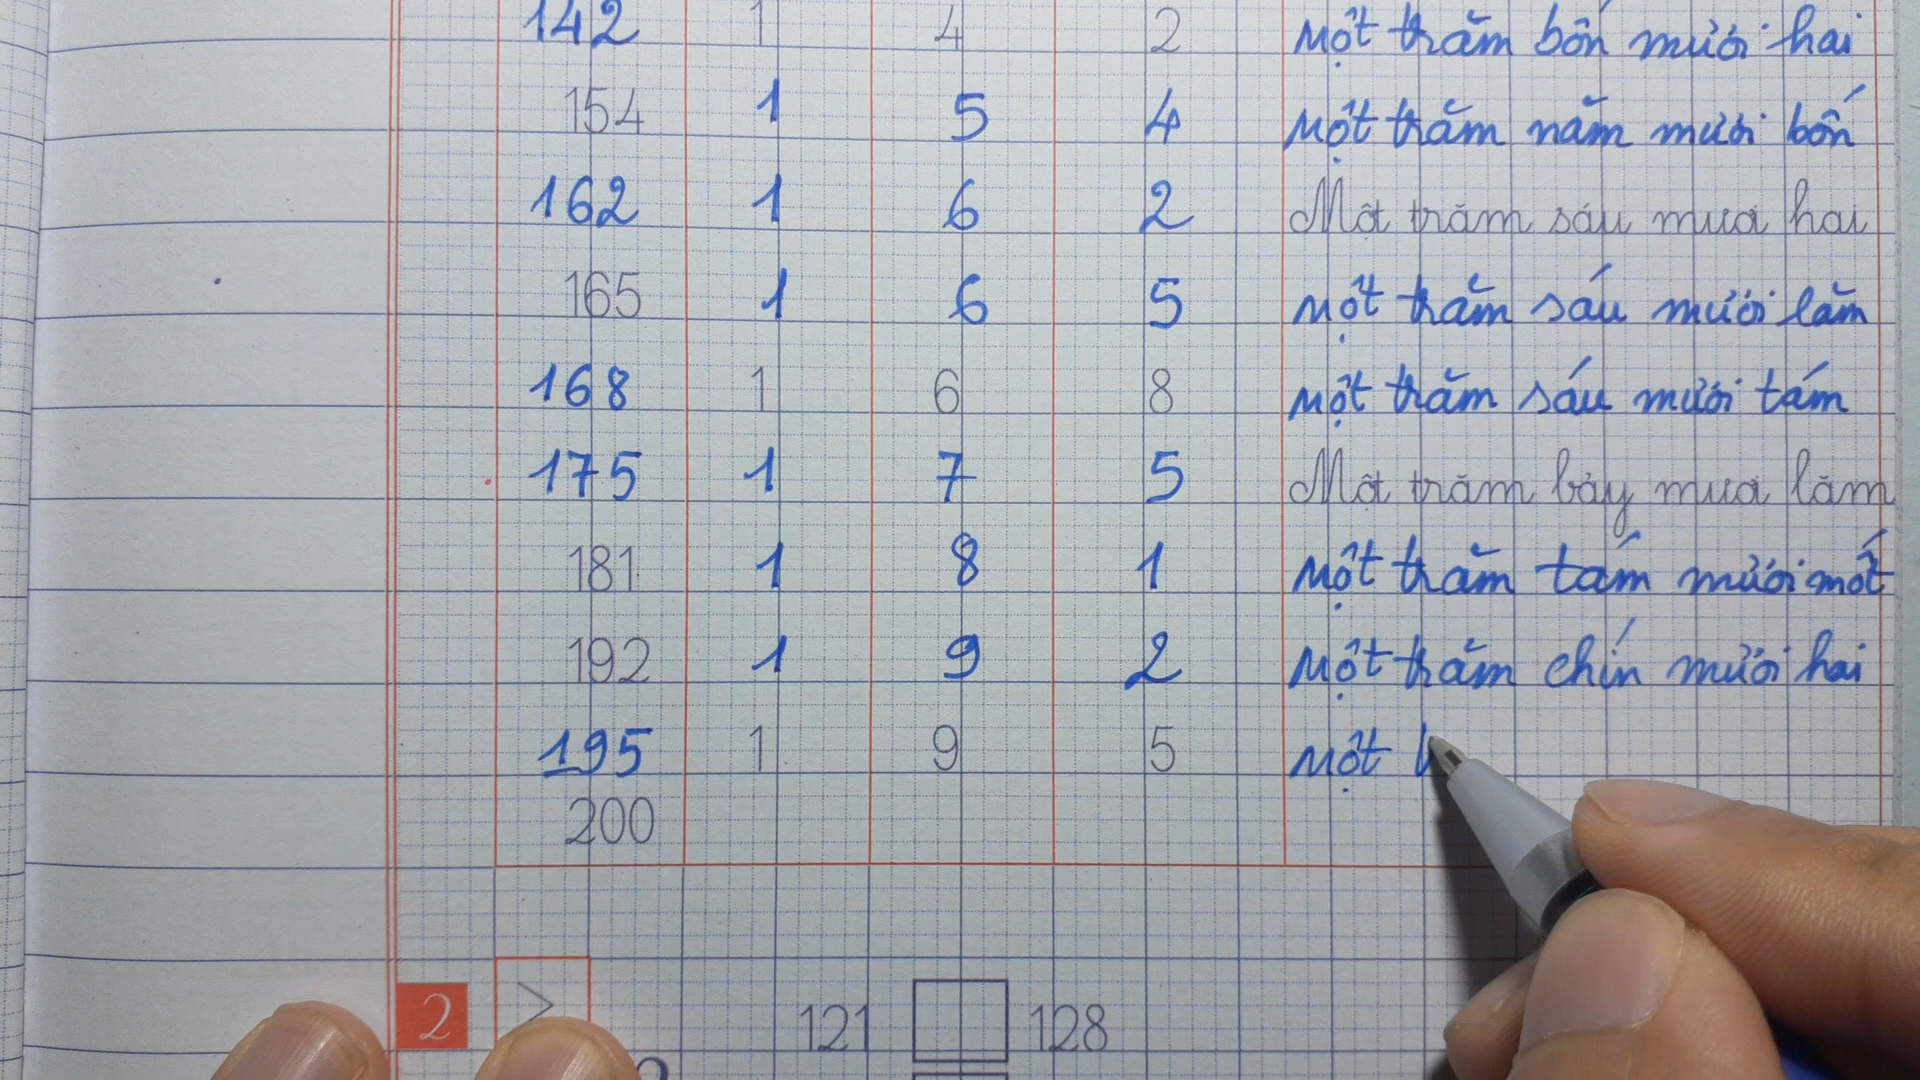 142 1 4 2 Một trăm bốn mươi hai
154 1 5 4 Một trăm năm mươi bốn
162 1 6 2 Một trăm sáu mươi hai
165 1 6 5 Một trăm sáu mươi lăm
168 1 6 8 Một trăm sáu mươi tám
175 1 7 5 Một trăm bảy mươi lăm
181 1 8 1 Một trăm tám mươi mốt
192 1 9 2 Một trăm chín mươi hai
195 1 9 5 Một
200
2 > 121 128